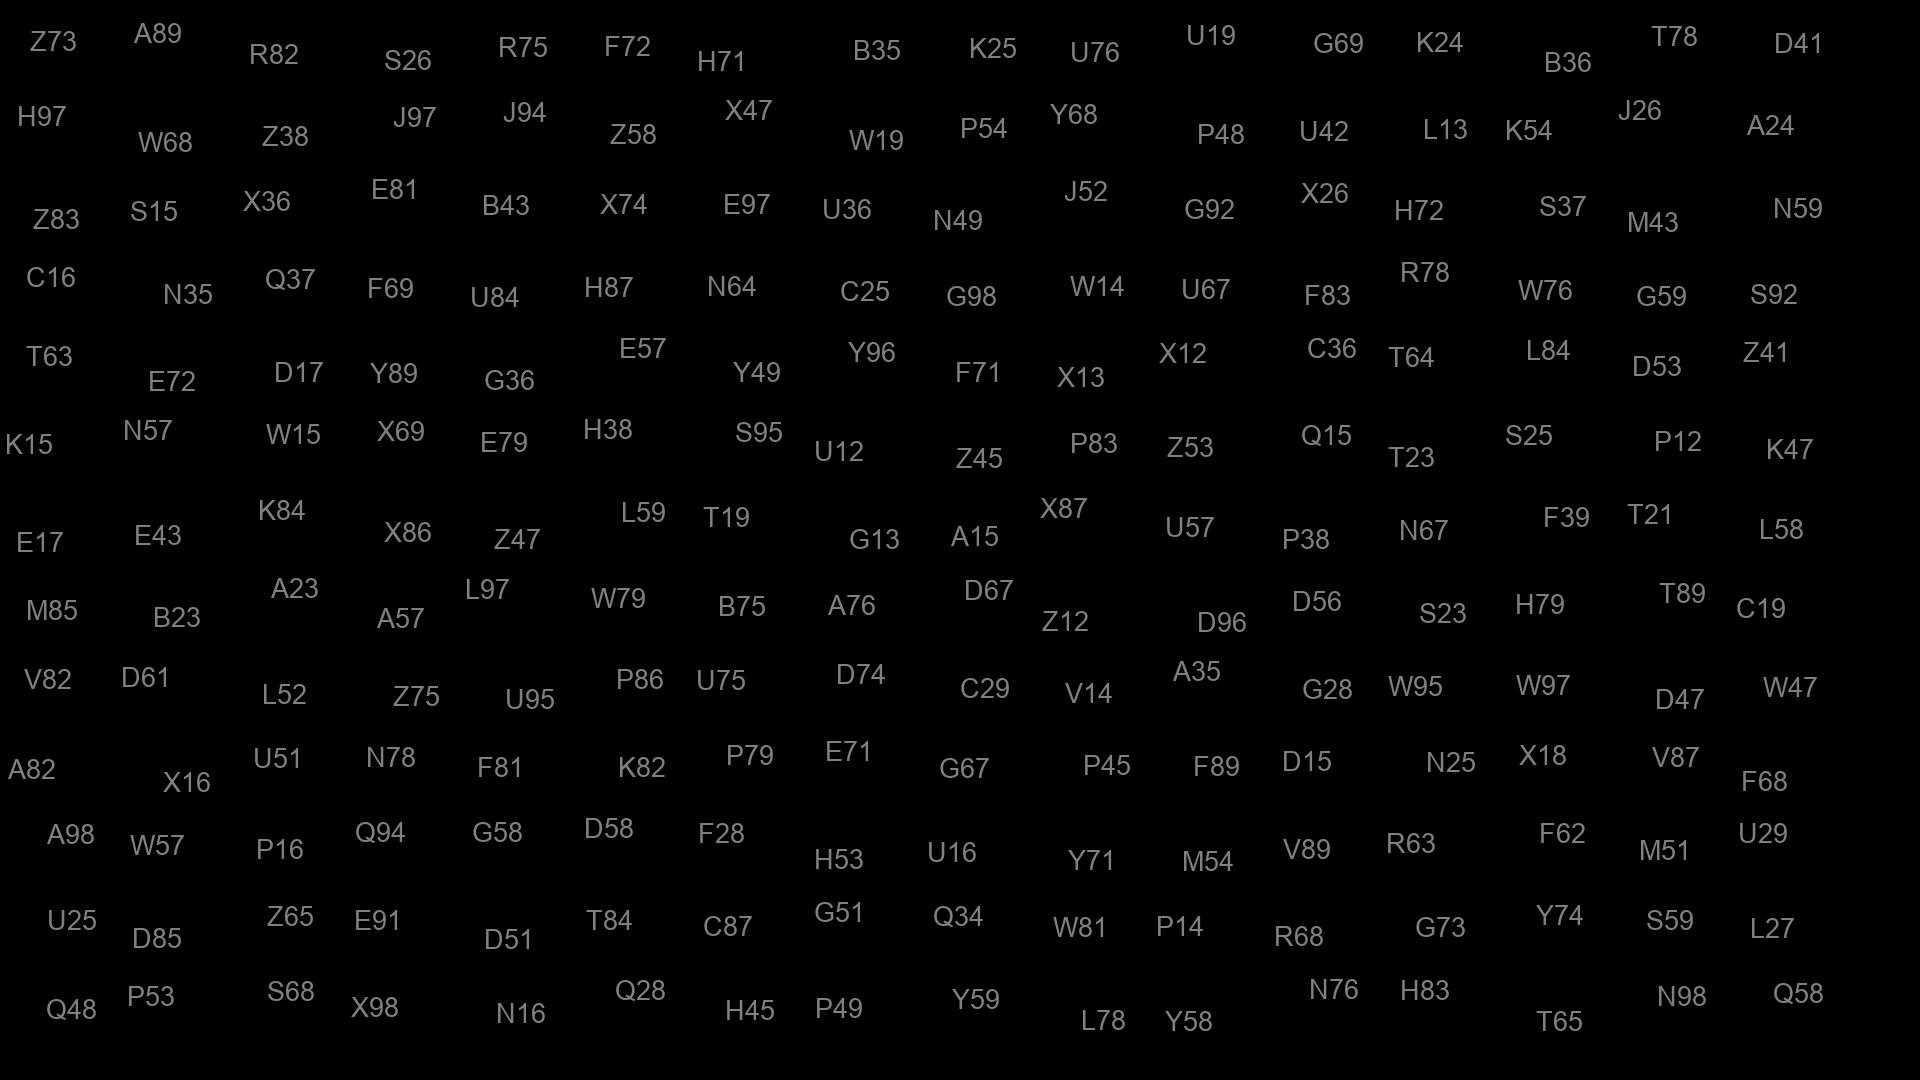 Z73 A89 R82 S26 R75 F72 H71 B35 K25 U76 U19 G69 K24 B36 T78 D41
H97 W68 Z38 J97 J94 Z58 X47 W19 P54 Y68 P48 U42 L13 K54 J26 A24
Z83 S15 X36 E81 B43 X74 E97 U36 N49 J52 G92 X26 H72 S37 M43 N59
C16 N35 Q37 F69 U84 H87 N64 C25 G98 W14 U67 F83 R78 W76 G59 S92
T63 E72 D17 Y89 G36 E57 Y49 Y96 F71 X13 X12 C36 T64 L84 D53 Z41
K15 N57 W15 X69 E79 H38 S95 U12 Z45 P83 Z53 Q15 T23 S25 P12 K47
E17 E43 K84 X86 Z47 L59 T19 G13 A15 X87 U57 P38 N67 F39 T21 L58
M85 B23 A23 A57 L97 W79 B75 A76 D67 Z12 D96 D56 S23 H79 T89 C19
V82 D61 L52 Z75 U95 P86 U75 D74 C29 V14 A35 G28 W95 W97 D47 W47
A82 X16 U51 N78 F81 K82 P79 E71 G67 P45 F89 D15 N25 X18 V87 F68
A98 W57 P16 Q94 G58 D58 F28 H53 U16 Y71 M54 V89 R63 F62 M51 U29
U25 D85 Z65 E91 D51 T84 C87 G51 Q34 W81 P14 R68 G73 Y74 S59 L27
Q48 P53 S68 X98 N16 Q28 H45 P49 Y59 L78 Y58 N76 H83 T65 N98 Q58